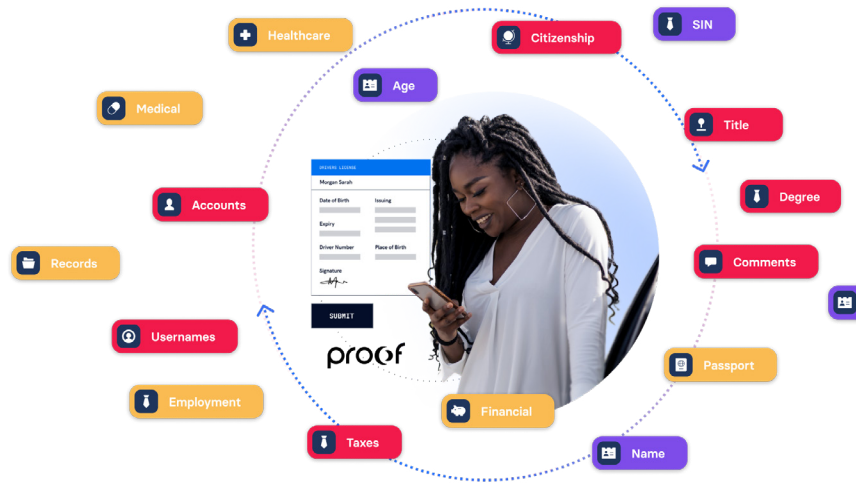 Healthcare
Citizenship
SIN
Age
Medical
Title
DRIVERS LICENSE
Morgan Sarah
Date of Birth
Issuing
Accounts
Degree
Expiry
Driver Number
Place of Birth
Records
Comments
Signature
SUBMIT
Usernames
proof
Passport
Employment
Financial
Taxes
Name